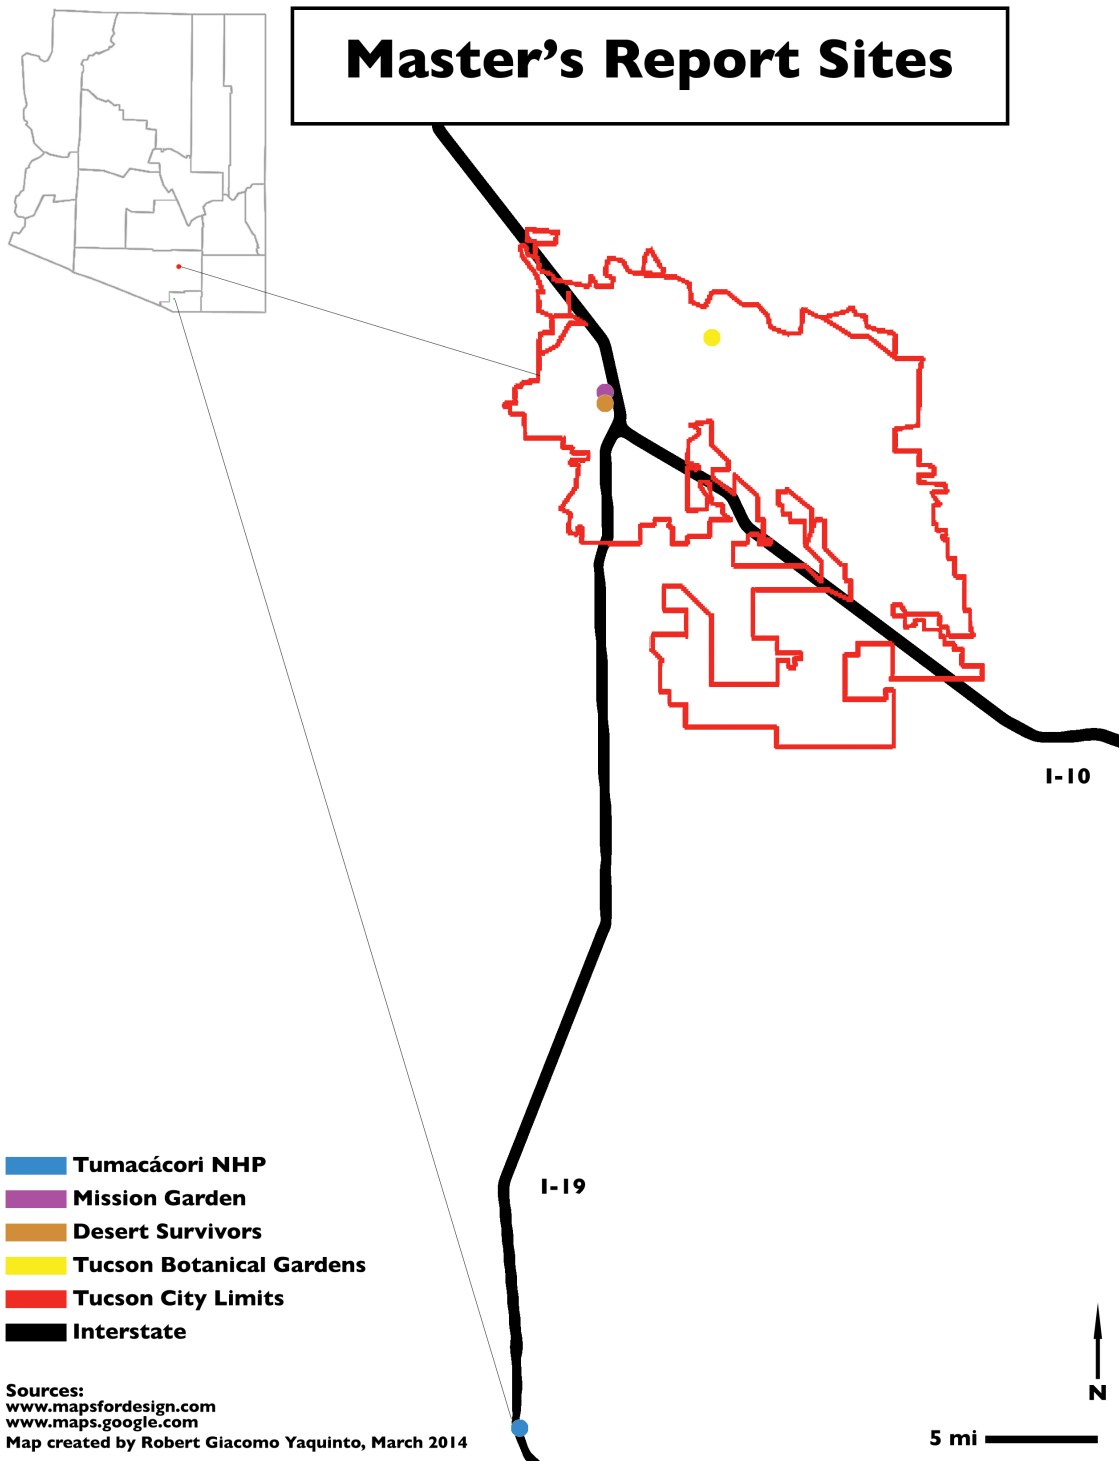 Master's Report Sites
I-10
I-19
Tumacácori NHP
Mission Garden
Desert Survivors
Tucson Botanical Gardens
Tucson City Limits
Interstate
N
5 mi
Sources:
www.mapsfordesign.com
www.maps.google.com
Map created by Robert Giacomo Yaquinto, March 2014